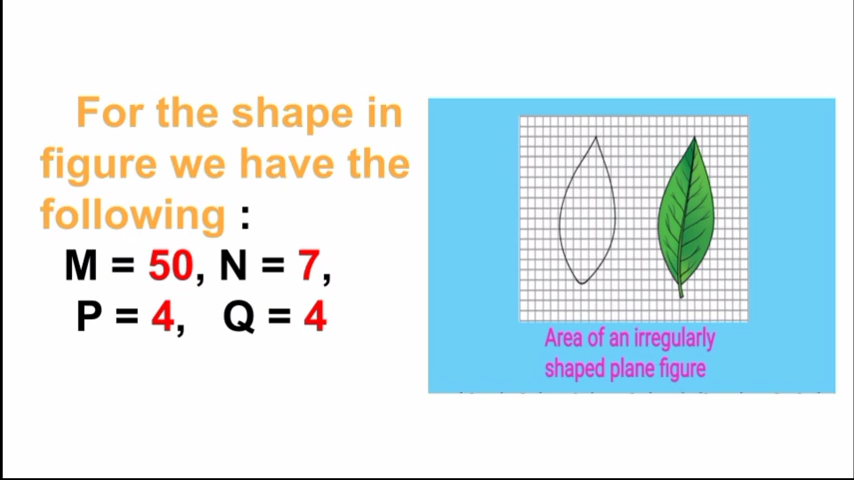 For the shape in
figure we have the
following :
M = 50, N = 7,
P = 4, Q = 4
Area of an irregularly
shaped plane figure